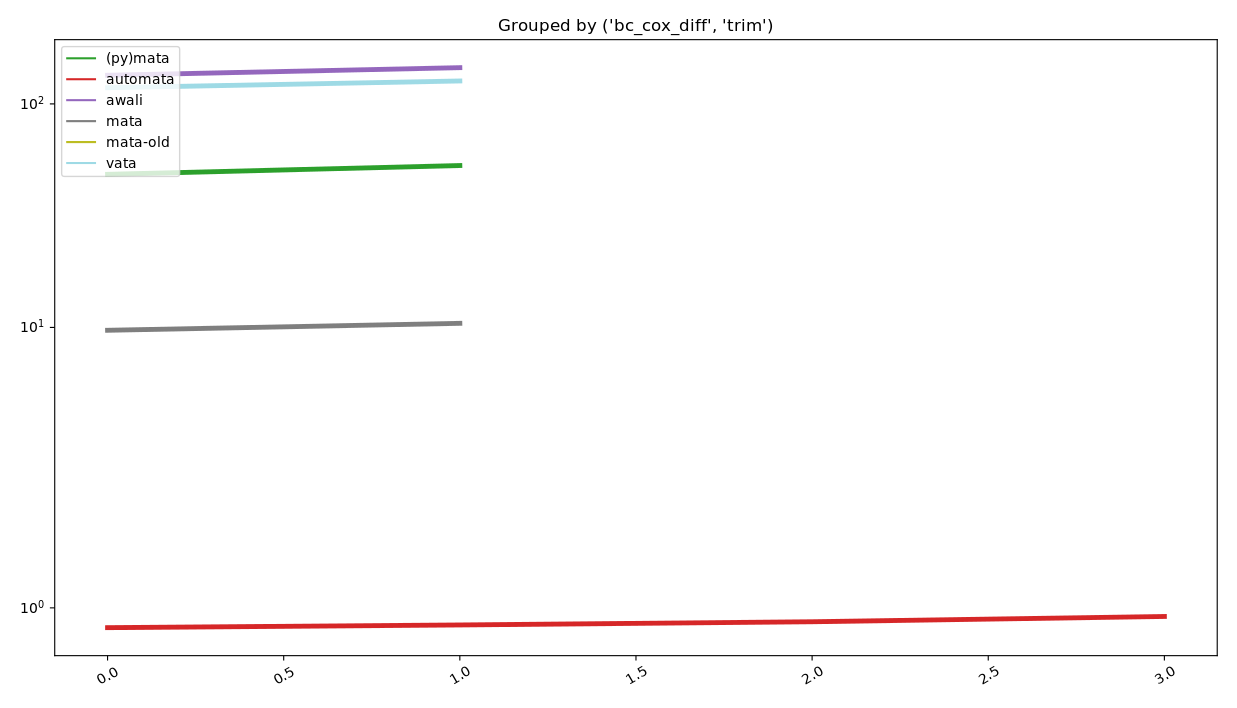 Grouped by ('bc_cox_diff', 'trim')
(py)mata
automata
awali
mata
mata-old
vata
10²
10¹
10⁰
0.0
0.5
1.0
1.5
2.0
2.5
3.0